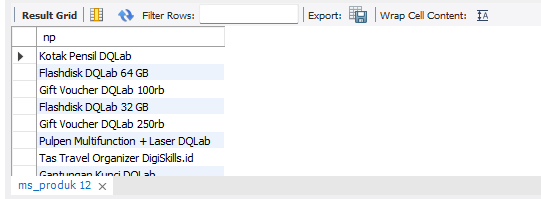 Result Grid Filter Rows: Export: Wrap Cell Content:
np
Kotak Pensil DQLab
Flashdisk DQLab 64 GB
Gift Voucher DQLab 100rb
Flashdisk DQLab 32 GB
Gift Voucher DQLab 250rb
Pulpen Multifunction + Laser DQLab
Tas Travel Organizer DigiSkills.id
Gantungan Kunci DQLab
ms_produk 12